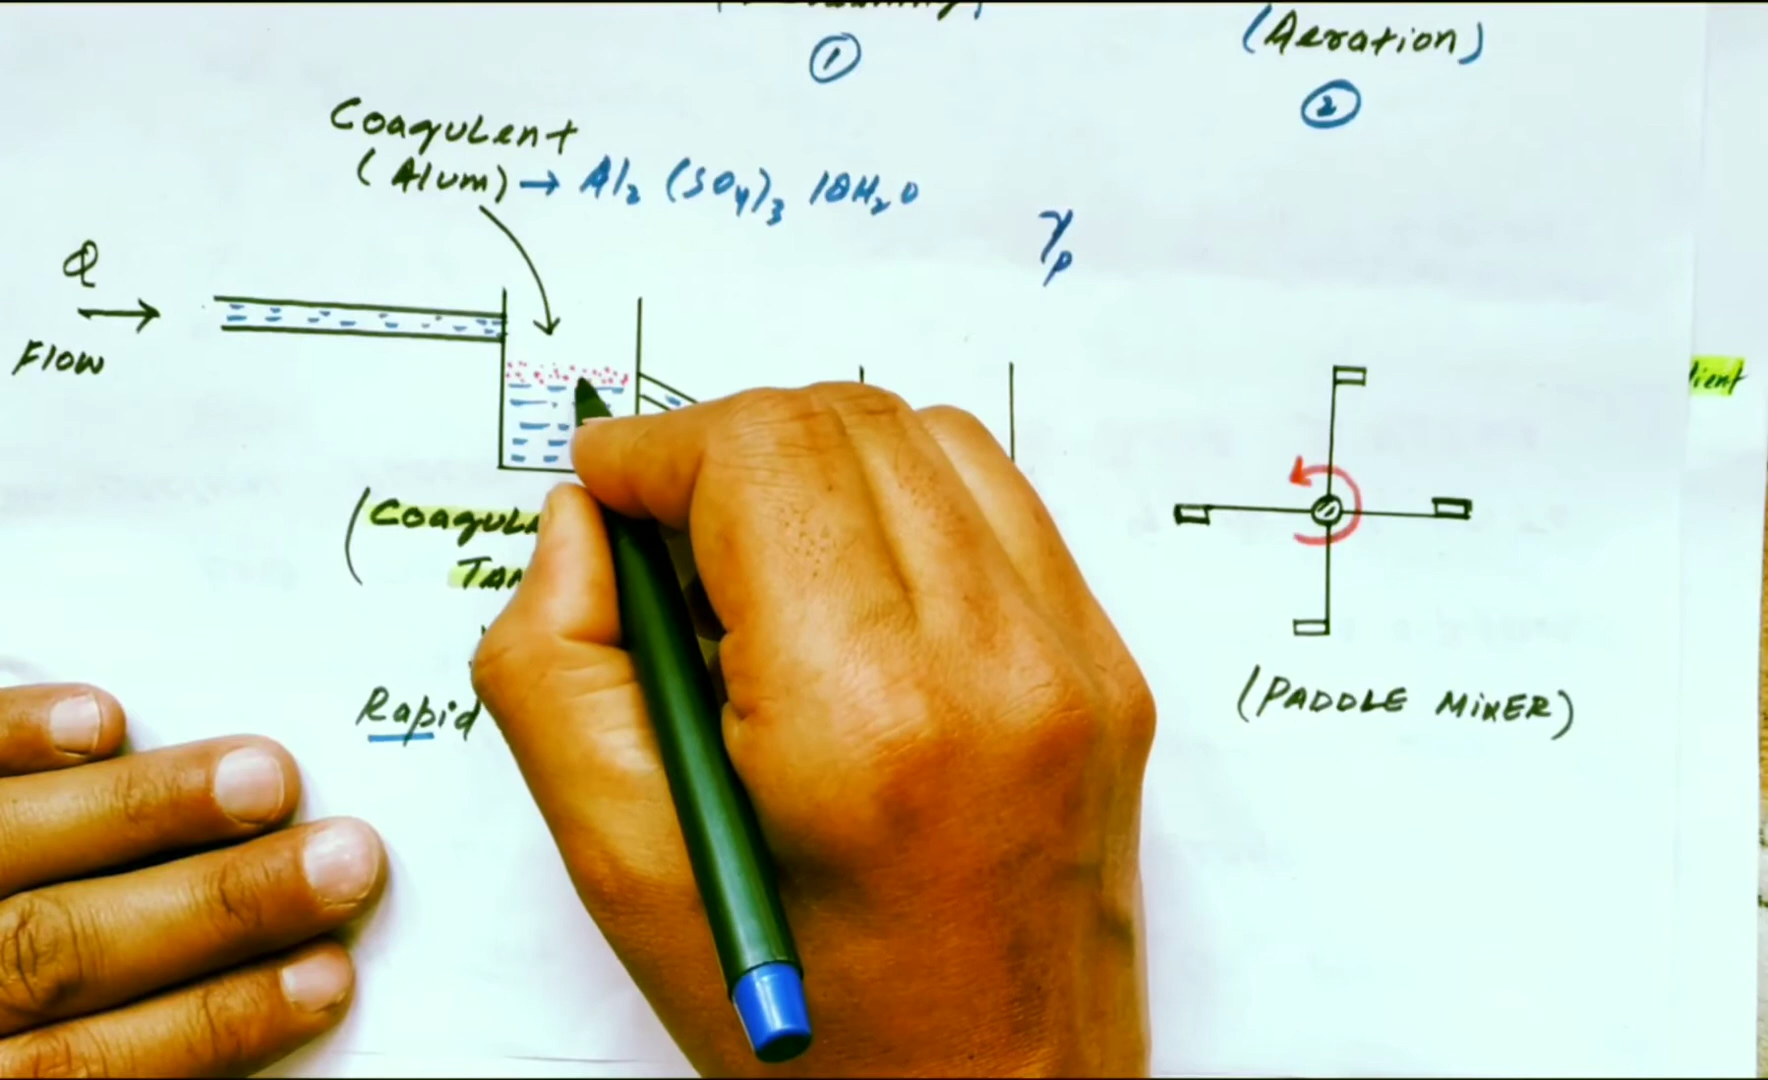 ①
(Aeration)
②
Coagulent
(Alum) → Al₂ (SO₄)₃ 18H₂O
γₚ
Q
Flow
Rapid
(PADDLE MIXER)